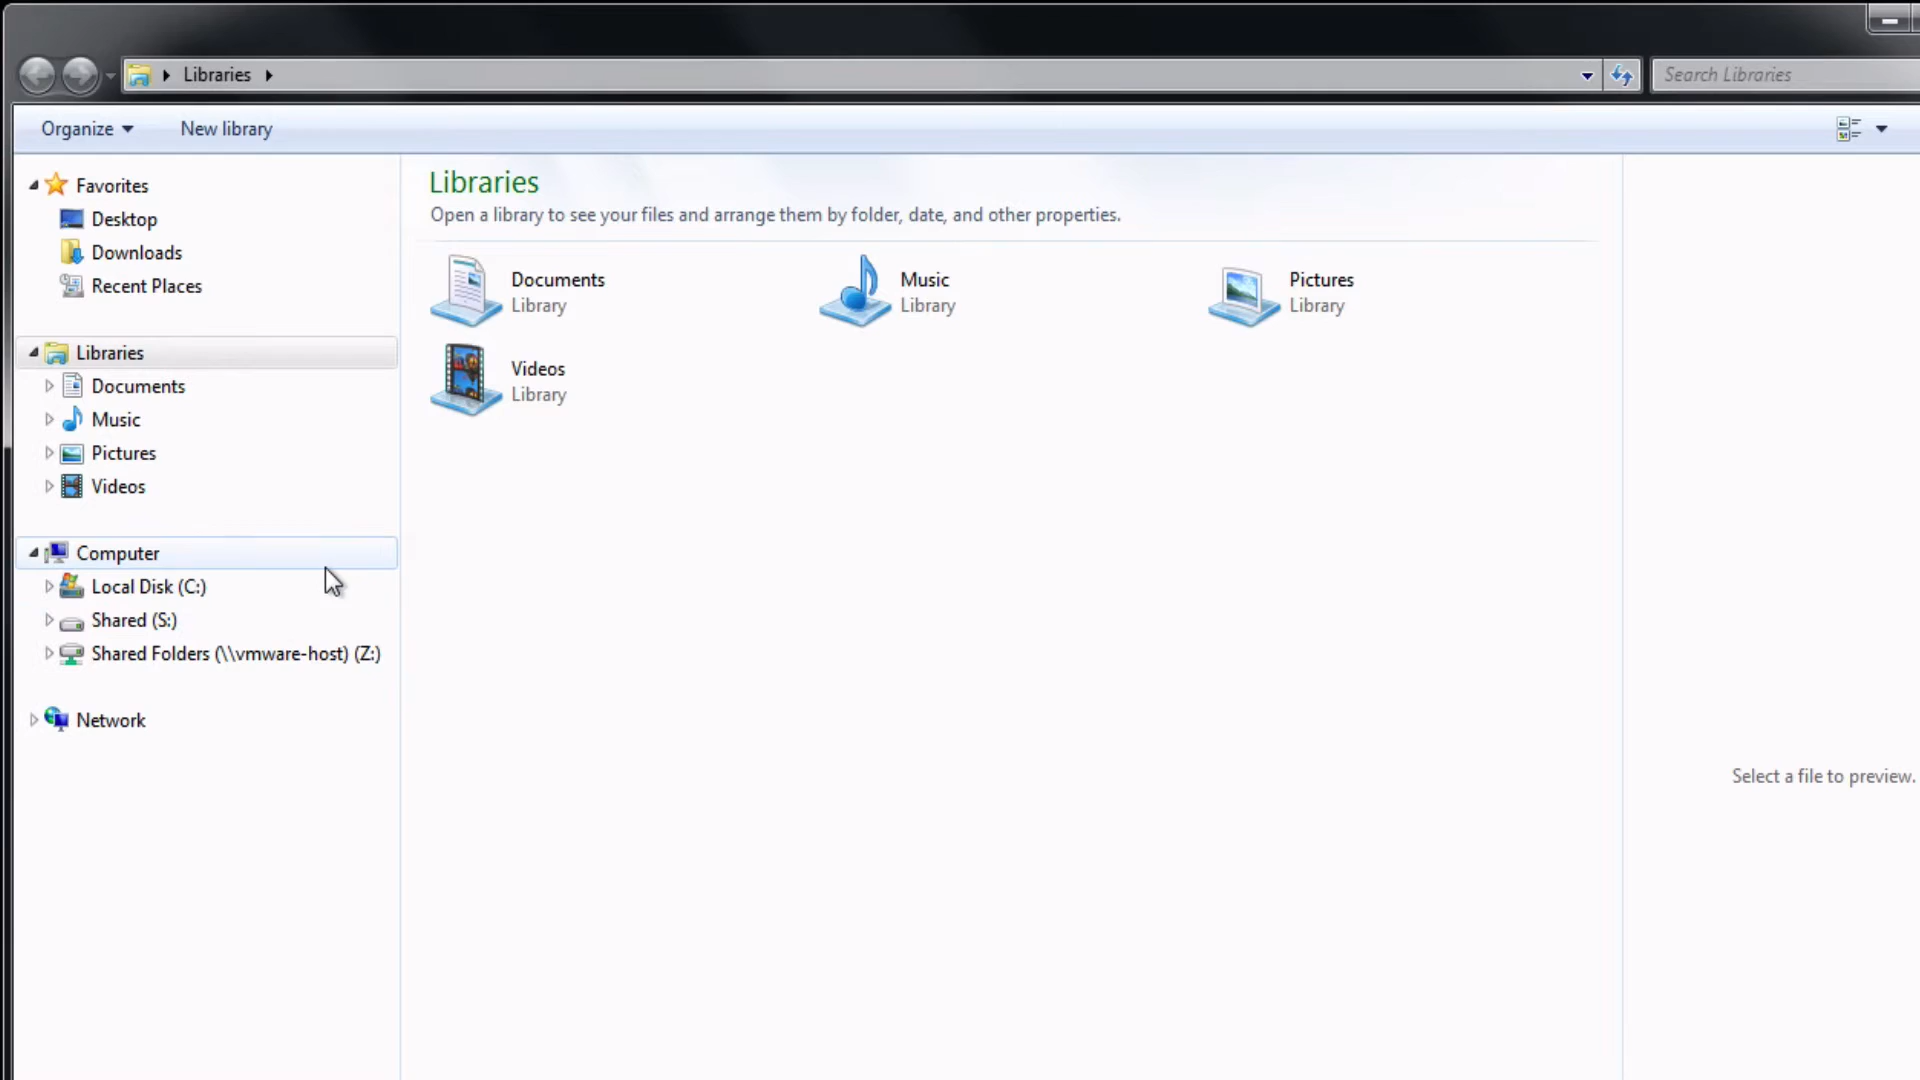 Libraries
Search Libraries
Organize
New library
Favorites
Desktop
Downloads
Recent Places
Libraries
Documents
Music
Pictures
Videos
Computer
Local Disk (C:)
Shared (S:)
Shared Folders (\\vmware-host) (Z:)
Network
Libraries
Open a library to see your files and arrange them by folder, date, and other properties.
Documents
Library
Music
Library
Pictures
Library
Videos
Library
Select a file to preview.